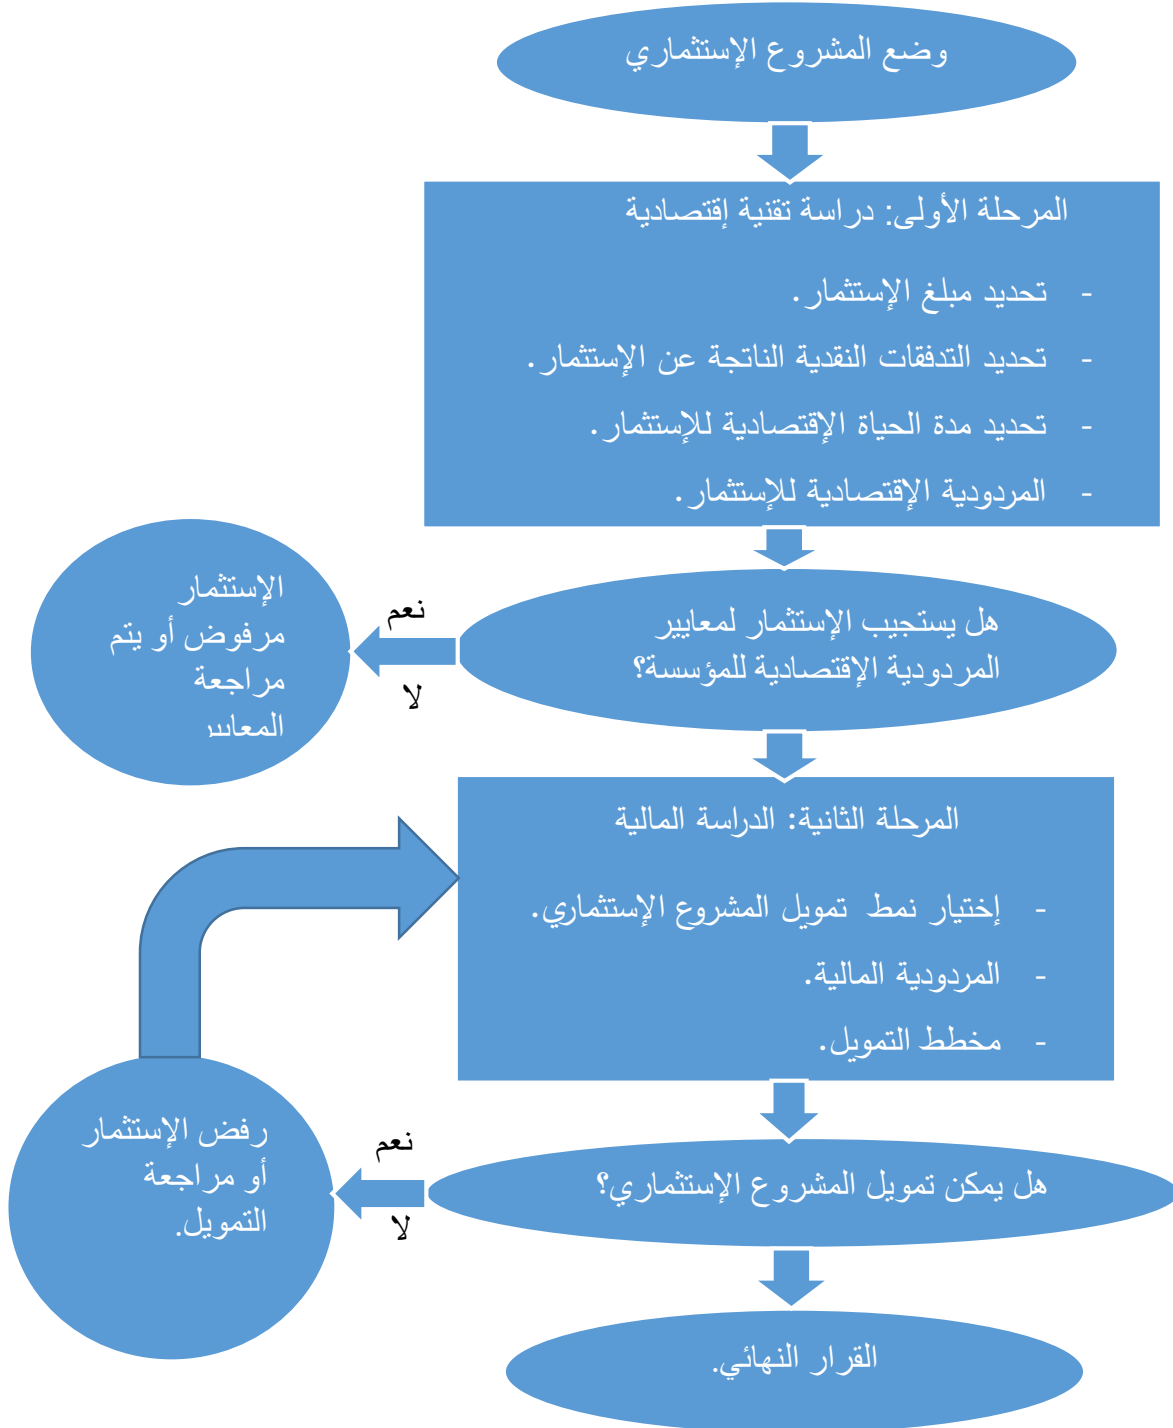 وضع المشروع الإستثماري
المرحلة الأولى: دراسة تقنية إقتصادية
- تحديد مبلغ الإستثمار.
- تحديد التدفقات النقدية الناتجة عن الإستثمار.
- تحديد مدة الحياة الإقتصادية للإستثمار.
- المردودية الإقتصادية للإستثمار.
هل يستجيب الإستثمار لمعايير
المردودية الإقتصادية للمؤسسة؟
نعم
لا
الإستثمار
مرفوض أو يتم
مراجعة
المعايير
المرحلة الثانية: الدراسة المالية
- إختيار نمط تمويل المشروع الإستثماري.
- المردودية المالية.
- مخطط التمويل.
هل يمكن تمويل المشروع الإستثماري؟
نعم
لا
رفض الإستثمار
أو مراجعة
التمويل.
القرار النهائي.